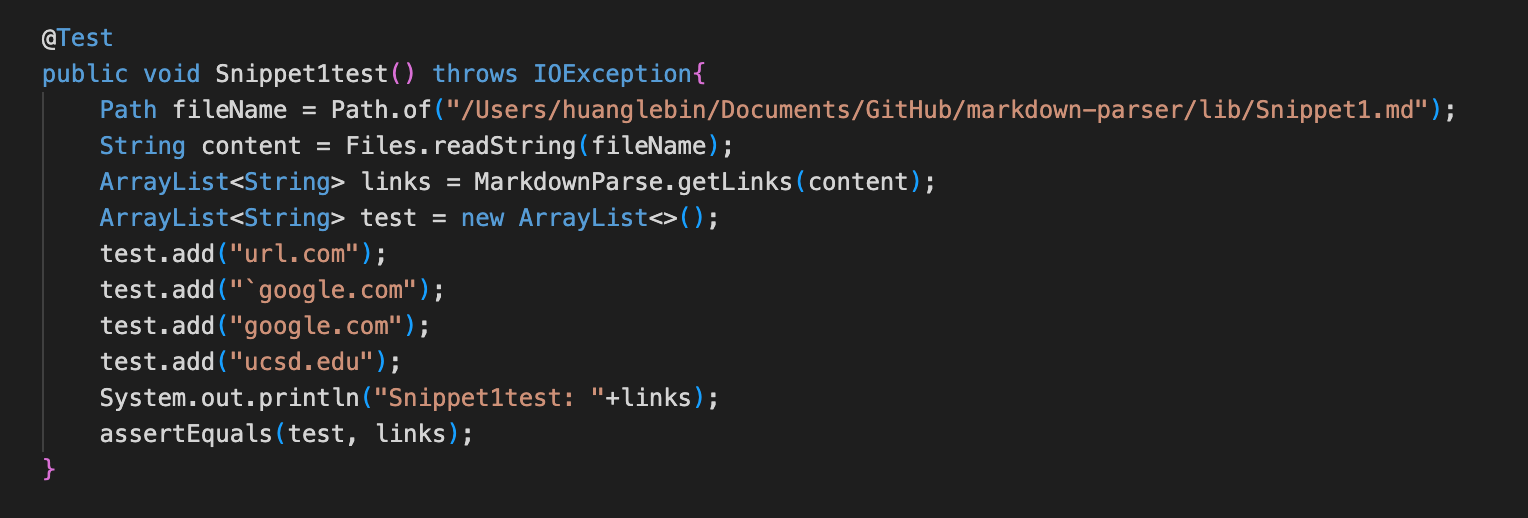 @Test
public void Snippet1test() throws IOException{
    Path fileName = Path.of("/Users/huanglebin/Documents/GitHub/markdown-parser/lib/Snippet1.md");
    String content = Files.readString(fileName);
    ArrayList<String> links = MarkdownParse.getLinks(content);
    ArrayList<String> test = new ArrayList<>();
    test.add("url.com");
    test.add("`google.com");
    test.add("google.com");
    test.add("ucsd.edu");
    System.out.println("Snippet1test: "+links);
    assertEquals(test, links);
}